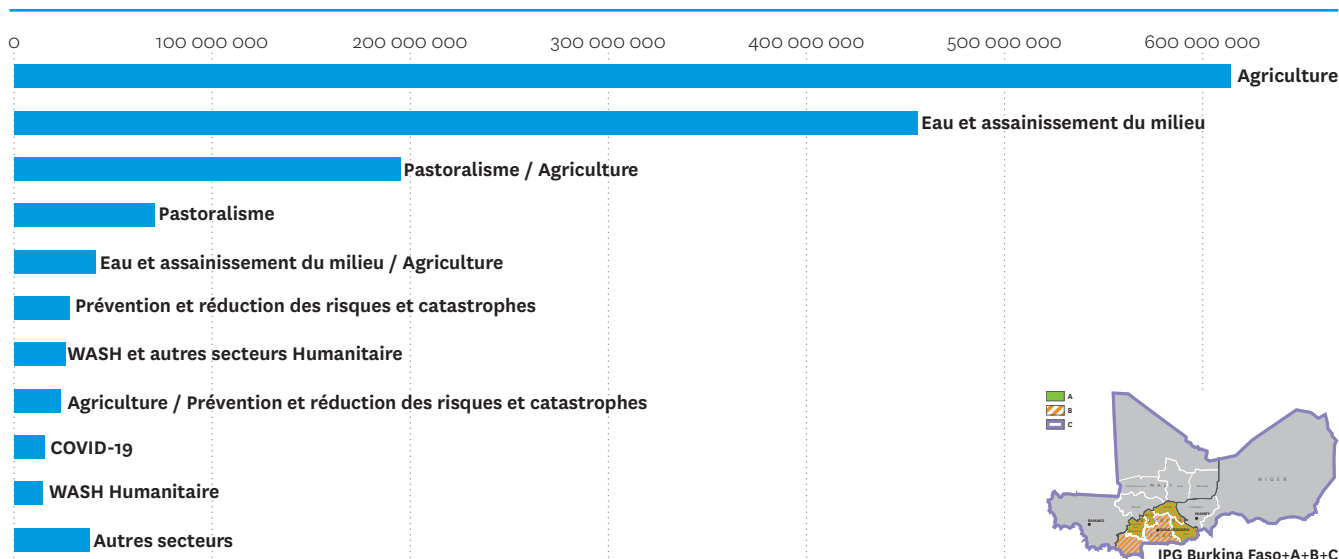 0 100 000 000 200 000 000 300 000 000 400 000 000 500 000 000 600 000 000
Agriculture
Eau et assainissement du milieu
Pastoralisme / Agriculture
Pastoralisme
Eau et assainissement du milieu / Agriculture
Prévention et réduction des risques et catastrophes
WASH et autres secteurs Humanitaire
Agriculture / Prévention et réduction des risques et catastrophes
COVID-19
WASH Humanitaire
Autres secteurs
A
B
C
MALI
NIGER
BAMAKO
NIAMEY
IPG Burkina Faso+A+B+C